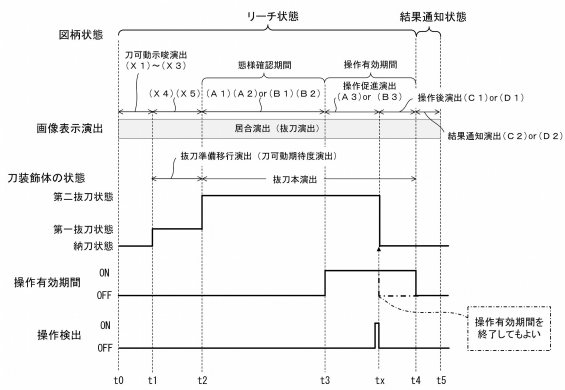 リーチ状態
結果通知状態
図柄状態
刀可動示唆演出
(X1)～(X3)
態様確認期間
操作有効期間
(X4)(X5)
(A1)(A2)or(B1)(B2)
操作促進演出
(A3)or (B3)
操作後演出(C1)or(D1)
画像表示演出
居合演出（抜刀演出）
結果通知演出(C2)or(D2)
抜刀準備移行演出（刀可動期待度演出）
刀装飾体の状態
抜刀本演出
第二抜刀状態
第一抜刀状態
納刀状態
操作有効期間
ON
OFF
操作有効期間を
終了してもよい
操作検出
ON
OFF
t0 t1 t2 t3 tx t4 t5